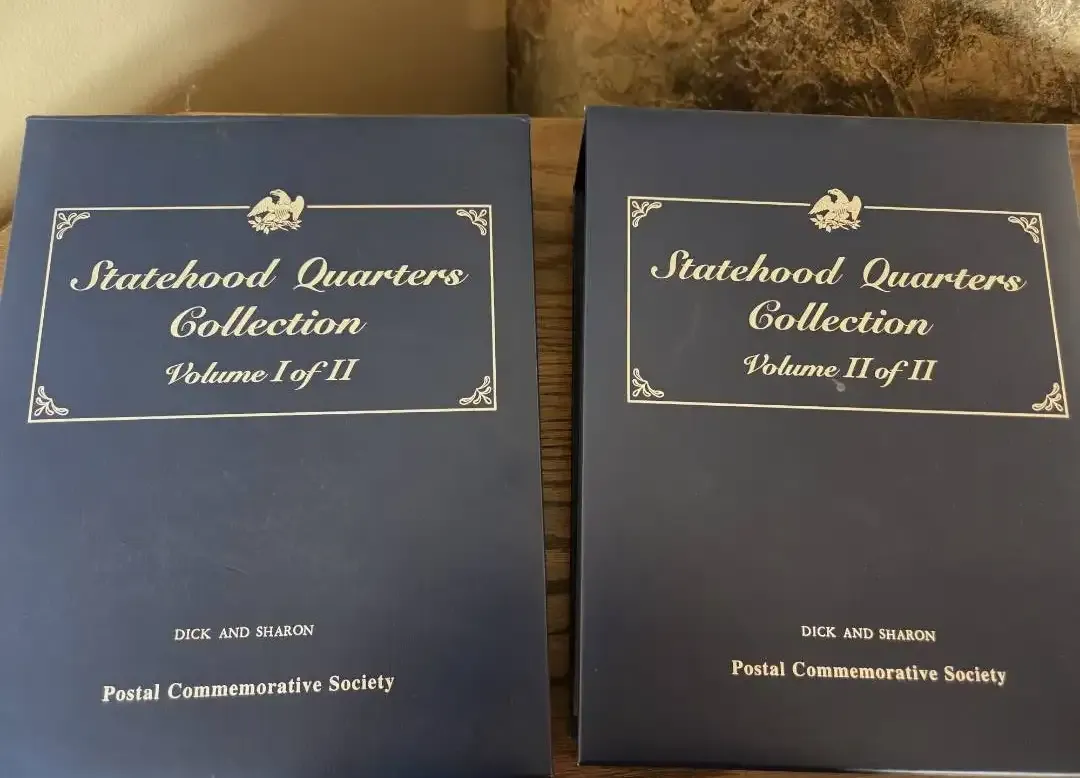 Statehood Quarters
Collection
Volume I of II
DICK AND SHARON
Postal Commemorative Society
Statehood Quarters
Collection
Volume II of II
DICK AND SHARON
Postal Commemorative Society